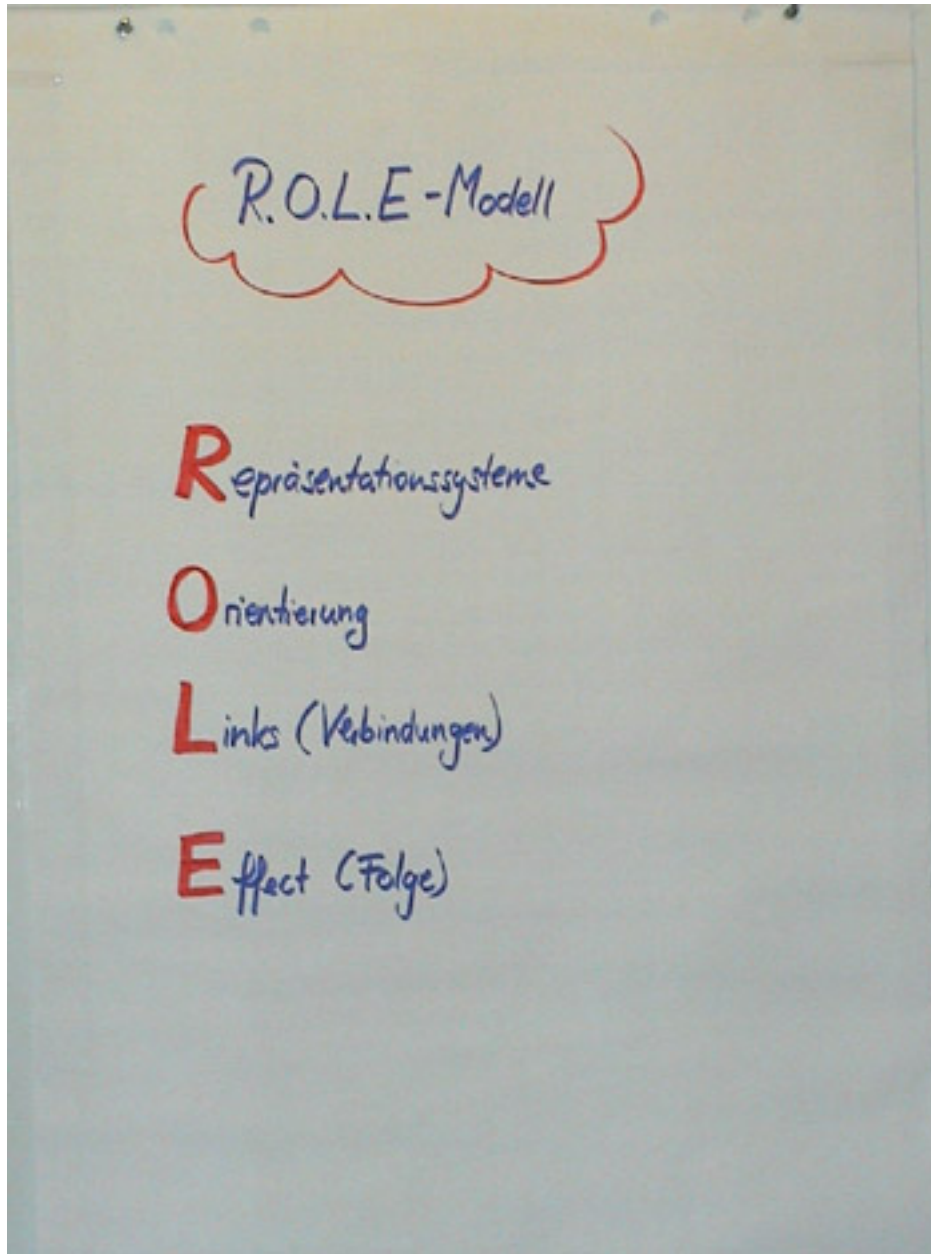 R.O.L.E-Modell
Repräsentationssysteme
Orientierung
Links (Verbindungen)
Effect (Folge)